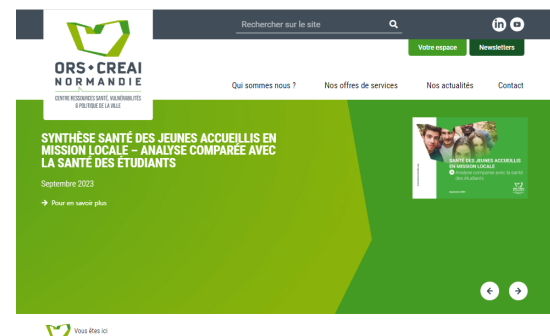 Rechercher sur le site
Votre espace
Newsletters
ORS CREAI
NORMANDIE
CENTRE RESSOURCES SANTÉ, VULNÉRABILITÉS
& POLITIQUE DE LA VILLE
Qui sommes nous ?
Nos offres de services
Nos actualités
Contact
SYNTHÈSE SANTÉ DES JEUNES ACCUEILLIS EN
MISSION LOCALE – ANALYSE COMPARÉE AVEC
LA SANTÉ DES ÉTUDIANTS
Septembre 2023
Pour en savoir plus
SANTÉ DES JEUNES ACCUEILLIS
EN MISSION LOCALE
Analyse comparée avec la santé
des étudiants
Vous êtes ici